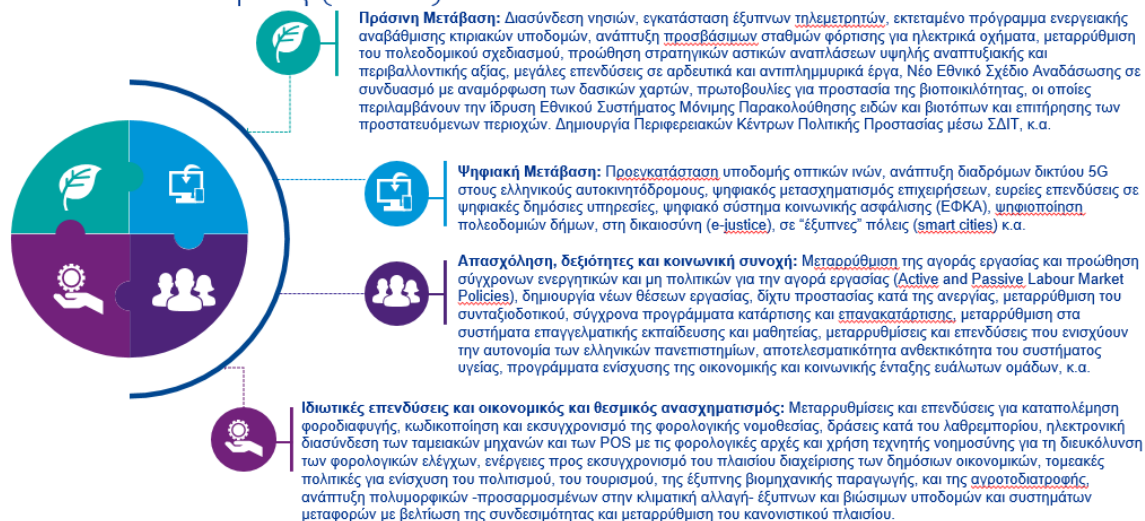 Πράσινη Μετάβαση: Διασύνδεση νησιών, εγκατάσταση έξυπνων τηλεμετρητών, εκτεταμένο πρόγραμμα ενεργειακής
αναβάθμισης κτιριακών υποδομών, ανάπτυξη προσβάσιμων σταθμών φόρτισης για ηλεκτρικά οχήματα, μεταρρύθμιση
του πολεοδομικού σχεδιασμού, προώθηση στρατηγικών αστικών αναπλάσεων υψηλής αναπτυξιακής και
περιβαλλοντικής αξίας, μεγάλες επενδύσεις σε αρδευτικά και αντιπλημμυρικά έργα, Νέο Εθνικό Σχέδιο Αναδάσωσης σε
συνδυασμό με αναμόρφωση των δασικών χαρτών, πρωτοβουλίες για προστασία της βιοποικιλότητας, οι οποίες
περιλαμβάνουν την ίδρυση Εθνικού Συστήματος Μόνιμης Παρακολούθησης ειδών και βιοτόπων και επιτήρησης των
προστατευόμενων περιοχών. Δημιουργία Περιφερειακών Κέντρων Πολιτικής Προστασίας μέσω ΣΔΙΤ, κ.α.
Ψηφιακή Μετάβαση: Προεγκατάσταση υποδομής οπτικών ινών, ανάπτυξη διαδρόμων δικτύου 5G
στους ελληνικούς αυτοκινητόδρομους, ψηφιακός μετασχηματισμός επιχειρήσεων, ευρείες επενδύσεις σε
ψηφιακές δημόσιες υπηρεσίες, ψηφιακό σύστημα κοινωνικής ασφάλισης (ΕΦΚΑ), ψηφιοποίηση
πολεοδομιών δήμων, στη δικαιοσύνη (e-justice), σε “έξυπνες” πόλεις (smart cities) κ.α.
Απασχόληση, δεξιότητες και κοινωνική συνοχή: Μεταρρύθμιση της αγοράς εργασίας και προώθηση
σύγχρονων ενεργητικών και μη πολιτικών για την αγορά εργασίας (Active and Passive Labour Market
Policies), δημιουργία νέων θέσεων εργασίας, δίχτυ προστασίας κατά της ανεργίας, μεταρρύθμιση του
συνταξιοδοτικού, σύγχρονα προγράμματα κατάρτισης και επανακατάρτισης, μεταρρύθμιση στα
συστήματα επαγγελματικής εκπαίδευσης και μαθητείας, μεταρρυθμίσεις και επενδύσεις που ενισχύουν
την αυτονομία των ελληνικών πανεπιστημίων, αποτελεσματικότητα ανθεκτικότητα του συστήματος
υγείας, προγράμματα ενίσχυσης της οικονομικής και κοινωνικής ένταξης ευάλωτων ομάδων, κ.α.
Ιδιωτικές επενδύσεις και οικονομικός και θεσμικός ανασχηματισμός: Μεταρρυθμίσεις και επενδύσεις για καταπολέμηση
φοροδιαφυγής, κωδικοποίηση και εκσυγχρονισμό της φορολογικής νομοθεσίας, δράσεις κατά του λαθρεμπορίου, ηλεκτρονική
διασύνδεση των ταμειακών μηχανών και των POS με τις φορολογικές αρχές και χρήση τεχνητής νοημοσύνης για τη διευκόλυνση
των φορολογικών ελέγχων, ενέργειες προς εκσυγχρονισμό του πλαισίου διαχείρισης των δημόσιων οικονομικών, τομεακές
πολιτικές για ενίσχυση του πολιτισμού, του τουρισμού, της έξυπνης βιομηχανικής παραγωγής, και της αγροτοδιατροφής,
ανάπτυξη πολυμορφικών -προσαρμοσμένων στην κλιματική αλλαγή- έξυπνων και βιώσιμων υποδομών και συστημάτων
μεταφορών με βελτίωση της συνδεσιμότητας και μεταρρύθμιση του κανονιστικού πλαισίου.